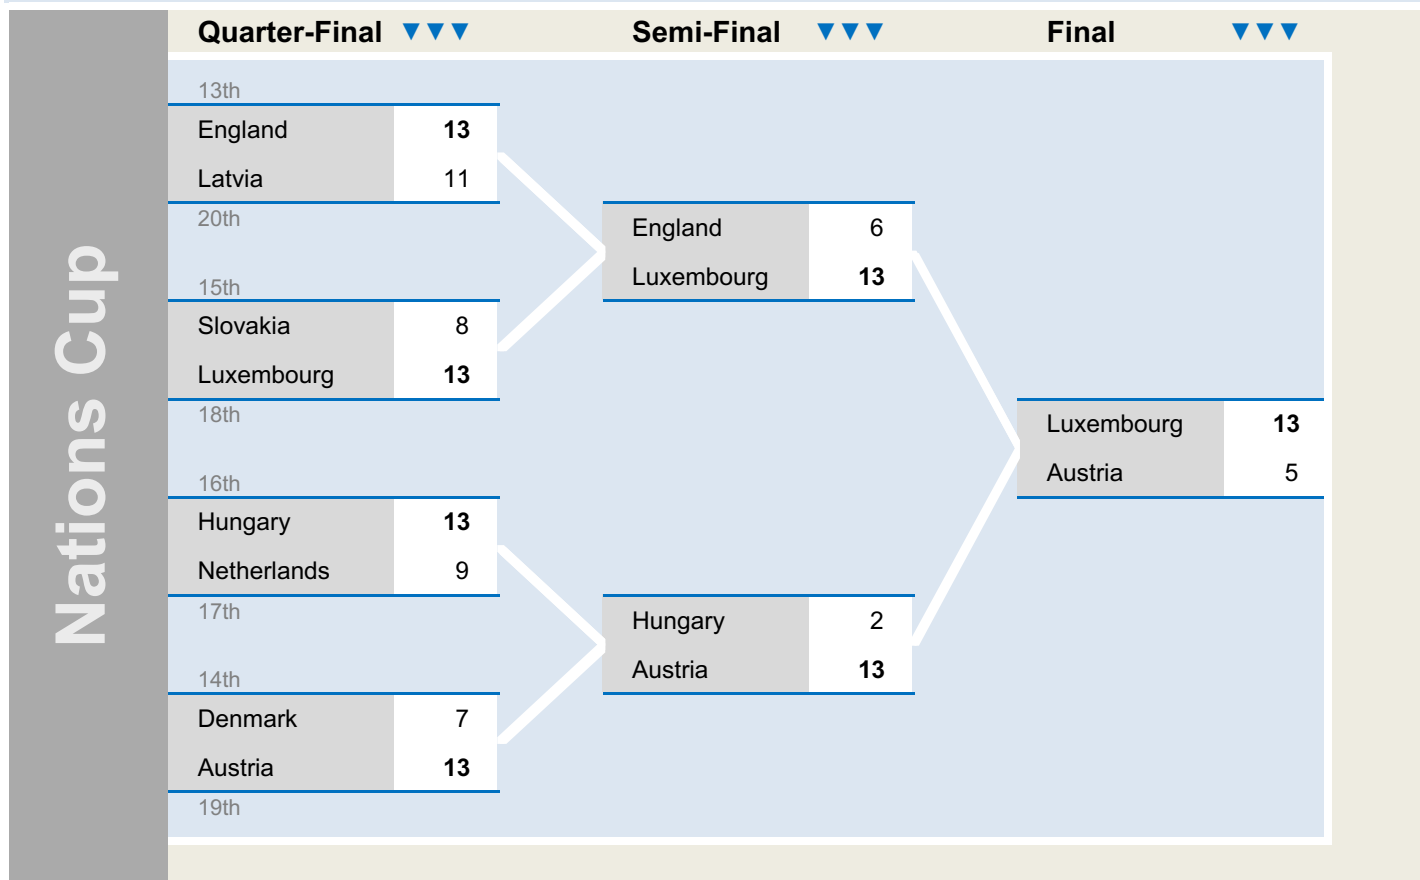 Nations Cup
Quarter-Final ▼▼▼ Semi-Final ▼▼▼ Final ▼▼▼
13th
England 13
Latvia 11
20th
15th
Slovakia 8
Luxembourg 13
18th
16th
Hungary 13
Netherlands 9
17th
14th
Denmark 7
Austria 13
19th
England 6
Luxembourg 13
Hungary 2
Austria 13
Luxembourg 13
Austria 5